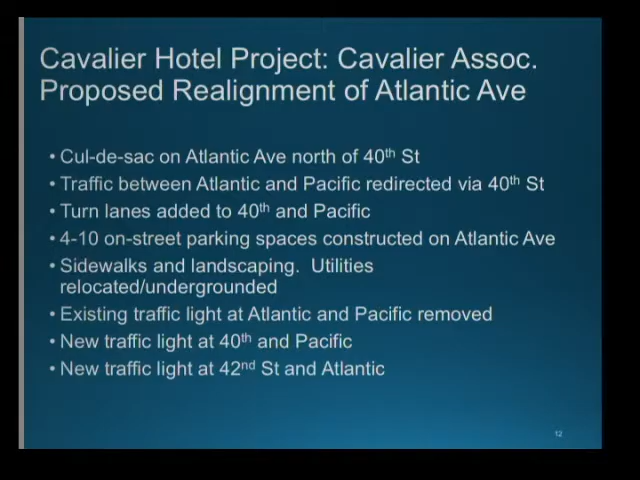 Cavalier Hotel Project: Cavalier Assoc.
Proposed Realignment of Atlantic Ave
• Cul-de-sac on Atlantic Ave north of 40th St
• Traffic between Atlantic and Pacific redirected via 40th St
• Turn lanes added to 40th and Pacific
• 4-10 on-street parking spaces constructed on Atlantic Ave
• Sidewalks and landscaping.  Utilities
relocated/undergrounded
• Existing traffic light at Atlantic and Pacific removed
• New traffic light at 40th and Pacific
• New traffic light at 42nd St and Atlantic
12